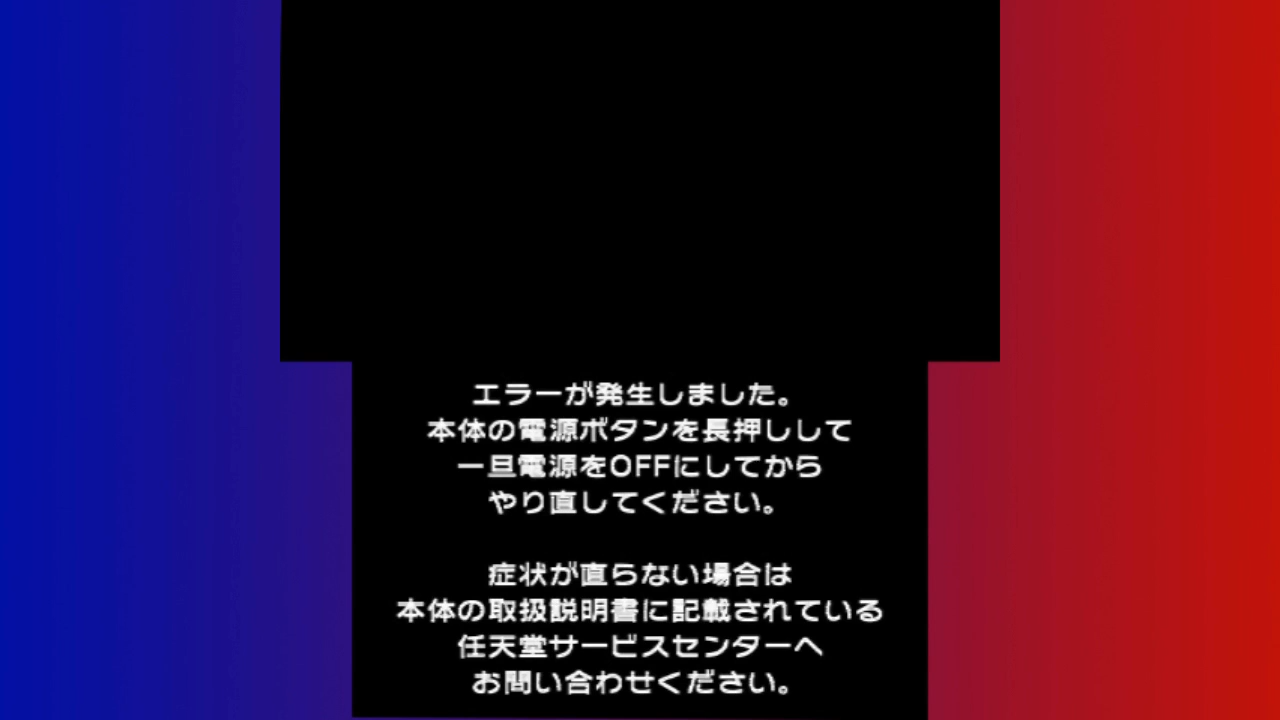 エラーが発生しました。
本体の電源ボタンを長押しして
一旦電源をOFFにしてから
やり直してください。
症状が直らない場合は
本体の取扱説明書に記載されている
任天堂サービスセンターへ
お問い合わせください。